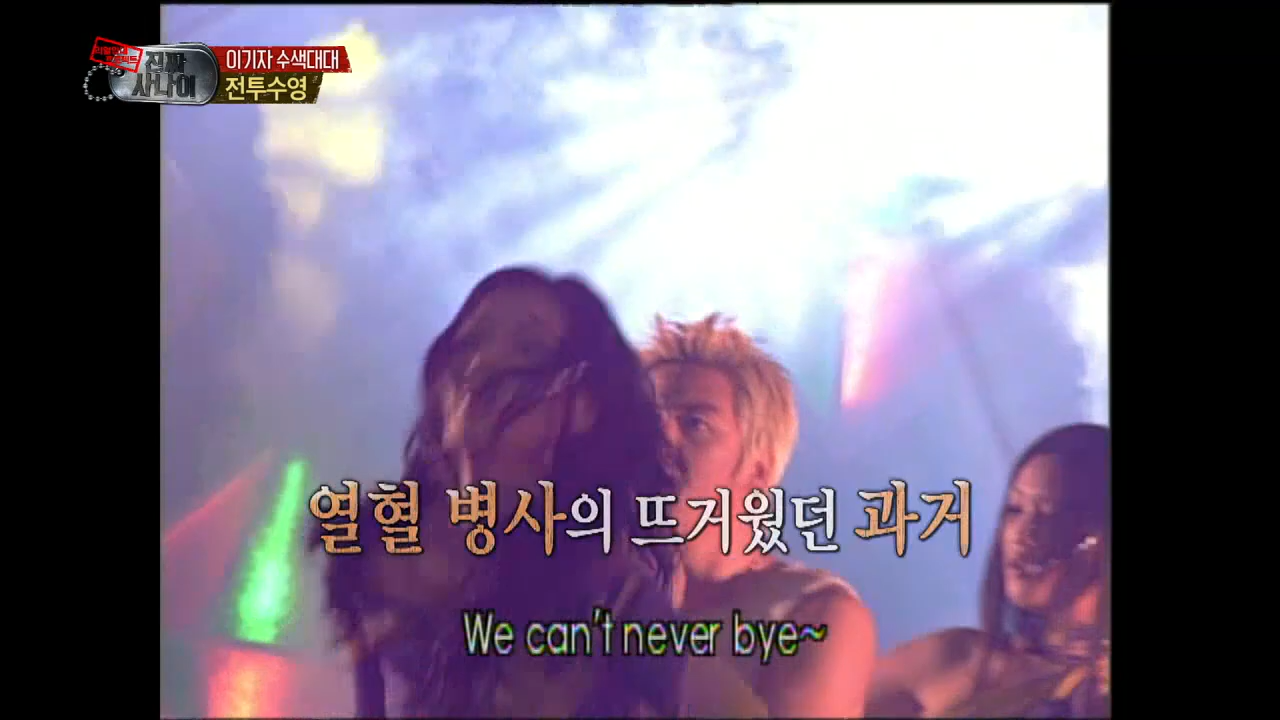 진짜
사나이
이기자 수색대대
전투수영
열혈 병사의 뜨거웠던 과거
We can't never bye~